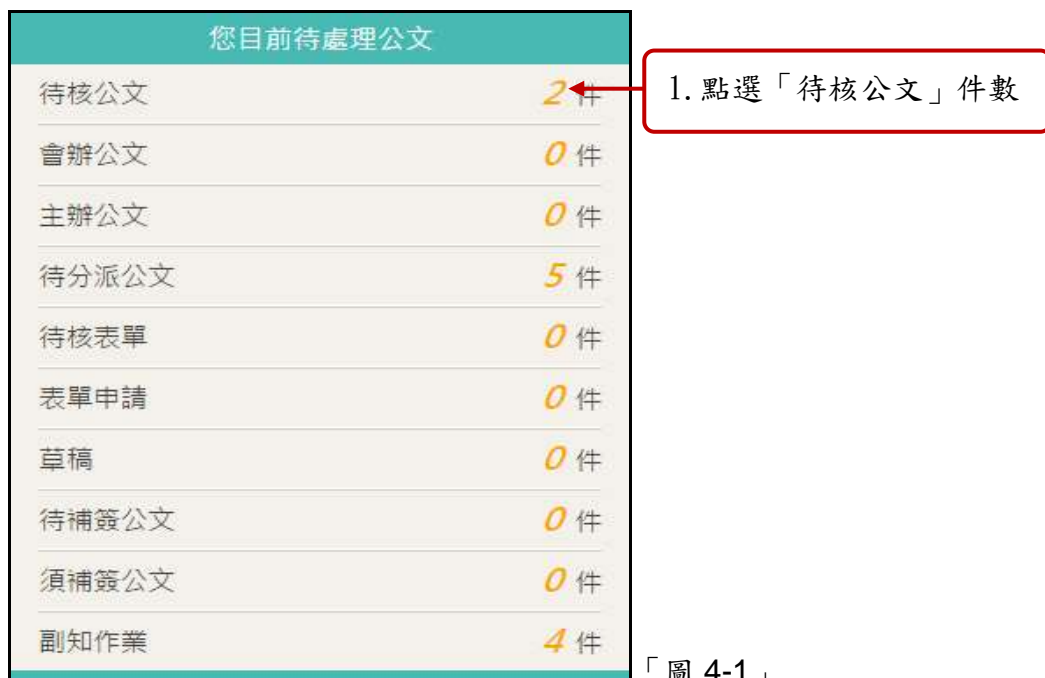 您目前待處理公文
待核公文 2 件
1. 點選「待核公文」件數
會辦公文 0 件
主辦公文 0 件
待分派公文 5 件
待核表單 0 件
表單申請 0 件
草稿 0 件
待補簽公文 0 件
須補簽公文 0 件
副知作業 4 件
「圖 4-1」